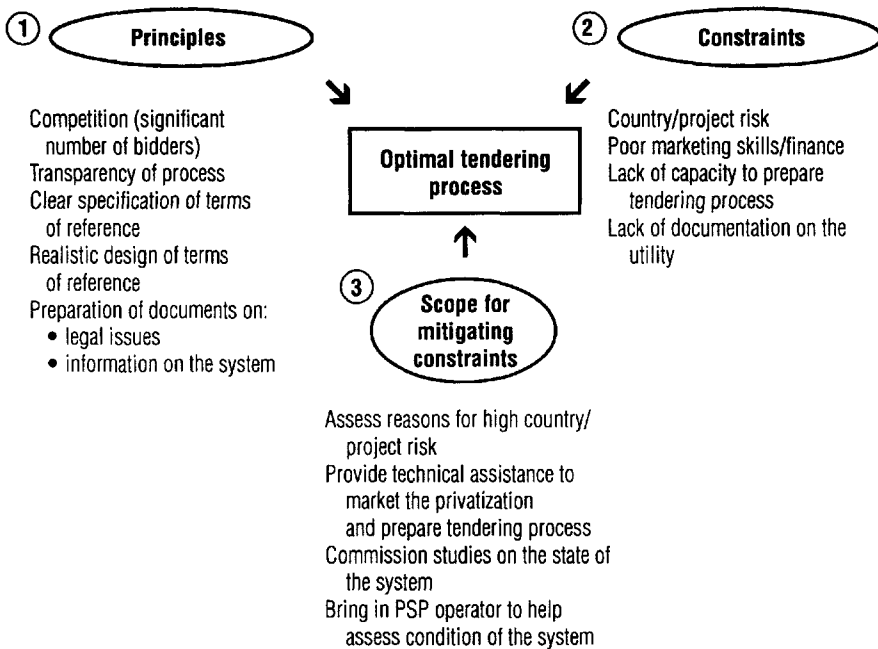 1
Principles
Competition (significant
number of bidders)
Transparency of process
Clear specification of terms
of reference
Realistic design of terms
of reference
Preparation of documents on:
• legal issues
• information on the system
2
Constraints
Country/project risk
Poor marketing skills/finance
Lack of capacity to prepare
tendering process
Lack of documentation on the
utility
Optimal tendering
process
3
Scope for
mitigating
constraints
Assess reasons for high country/
project risk
Provide technical assistance to
market the privatization
and prepare tendering process
Commission studies on the state of
the system
Bring in PSP operator to help
assess condition of the system